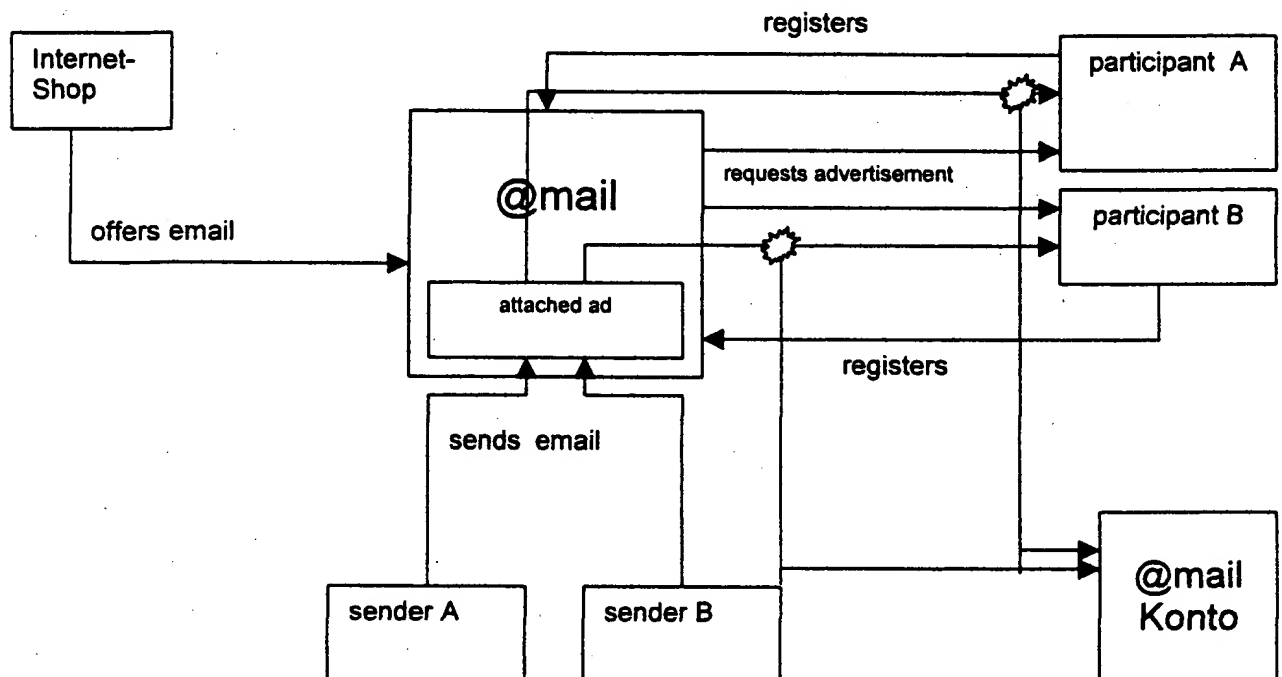 registers
Internet-
Shop
participant A
@mail
requests advertisement
participant B
offers email
attached ad
registers
sends email
@mail
Konto
sender A
sender B